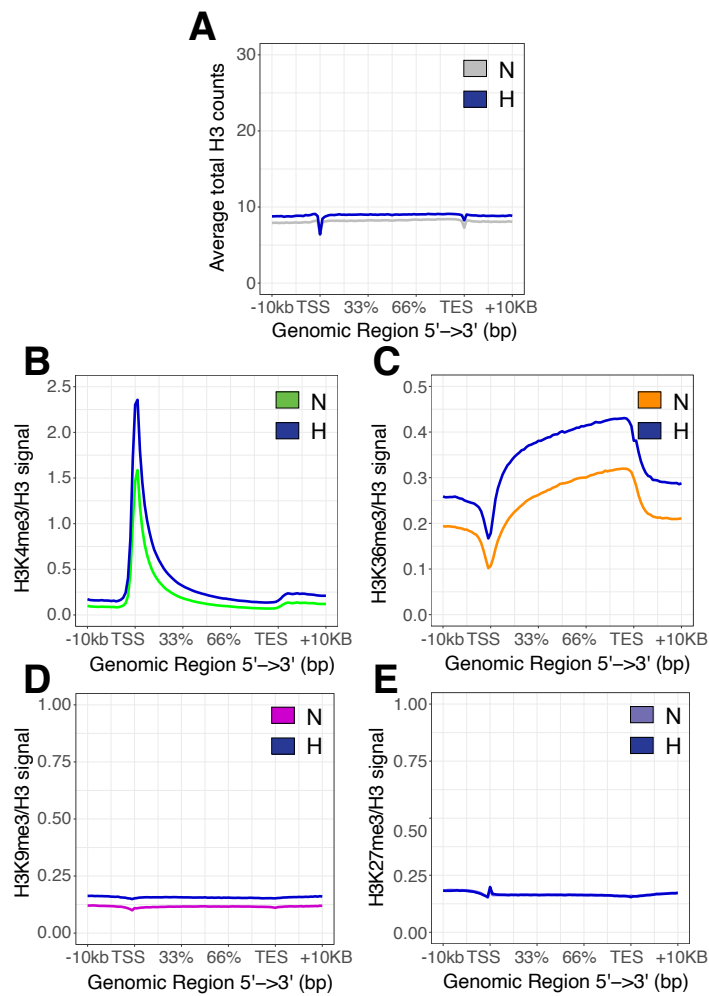 A
Average total H3 counts
30
20
10
0
N
H
-10kb TSS 33% 66% TES +10KB
Genomic Region 5'–>3' (bp)
B
H3K4me3/H3 signal
2.5
2.0
1.5
1.0
0.5
0.0
N
H
-10kb TSS 33% 66% TES +10KB
Genomic Region 5'–>3' (bp)
C
H3K36me3/H3 signal
0.5
0.4
0.3
0.2
0.1
0.0
N
H
-10kb TSS 33% 66% TES +10KB
Genomic Region 5'–>3' (bp)
D
H3K9me3/H3 signal
1.00
0.75
0.50
0.25
0.00
N
H
-10kb TSS 33% 66% TES +10KB
Genomic Region 5'–>3' (bp)
E
H3K27me3/H3 signal
1.00
0.75
0.50
0.25
0.00
N
H
-10kb TSS 33% 66% TES +10KB
Genomic Region 5'–>3' (bp)